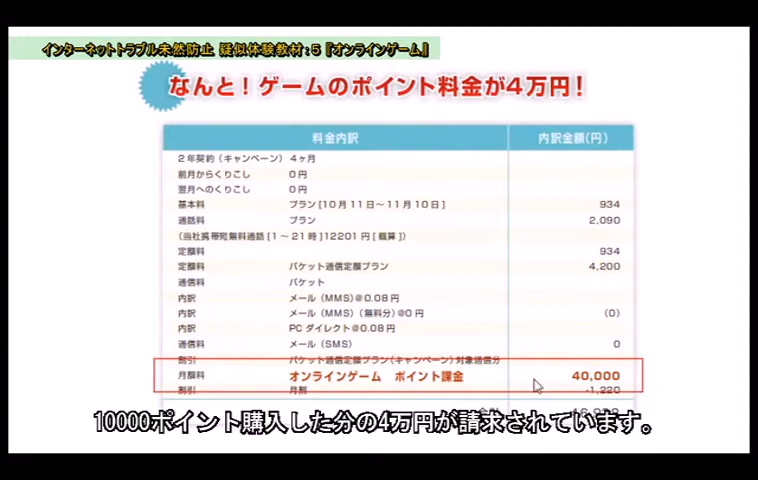 インターネットトラブル未然防止 疑似体験教材:5『オンラインゲーム』
なんと!ゲームのポイント料金が4万円!
料金内訳 内訳金額(円)
2年契約(キャンペーン) 4ヶ月
前月からくりこし 0円
翌月へのくりこし 0円
基本料 プラン[10月11日~11月10日] 934
通話料 プラン 2,090
(当社携帯宛無料通話[1~21時]12201円[概算])
定額料 934
定額料 パケット通信定額プラン 4,200
通信料 パケット
内訳 メール(MMS)@0.08円
内訳 メール(MMS)(無料分)@0円 (0)
内訳 PCダイレクト@0.08円
通信料 メール(SMS) 0
割引 パケット通信定額プラン(キャンペーン)対象通信分
月額料 オンラインゲーム ポイント課金 40,000
割引 月割 -1,220
10000ポイント購入した分の4万円が請求されています。